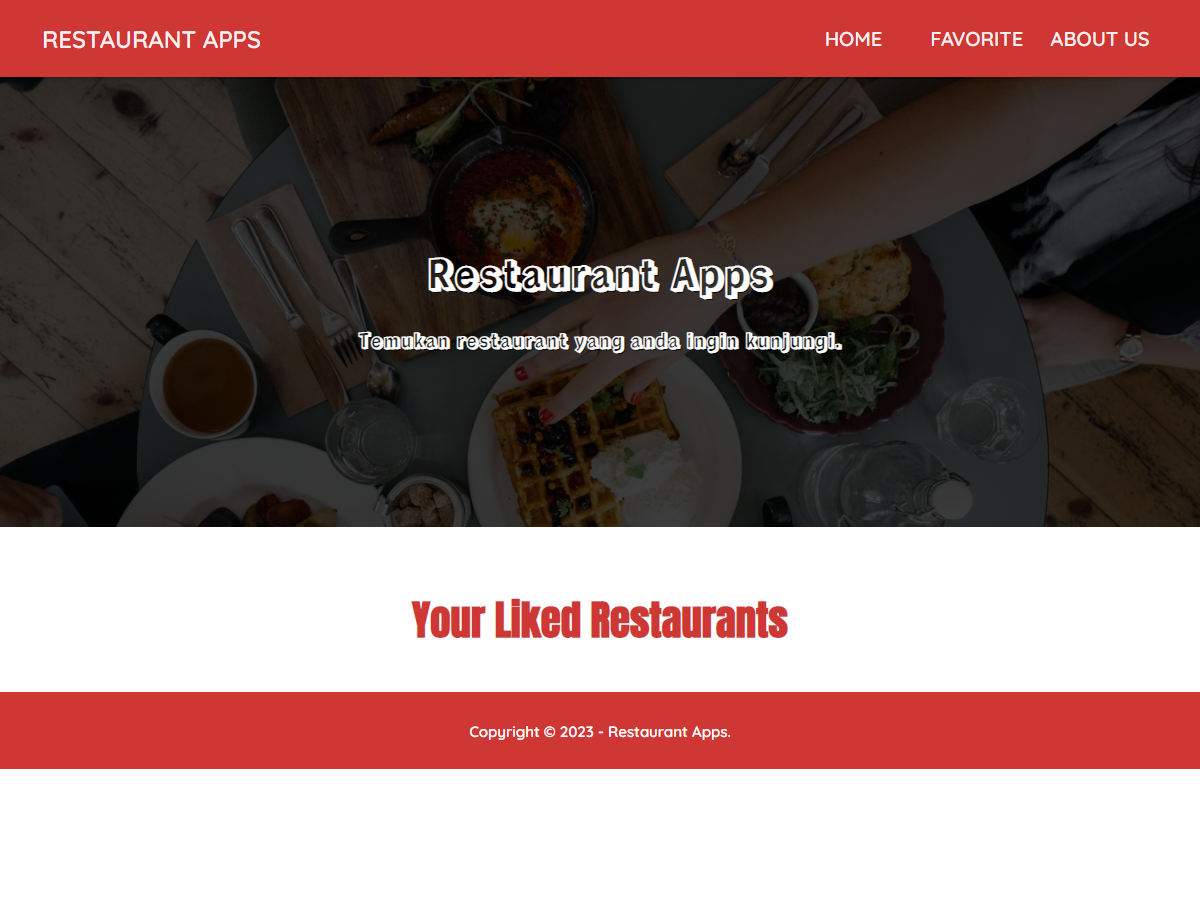 RESTAURANT APPS
HOME FAVORITE ABOUT US
Restaurant Apps
Temukan restaurant yang anda ingin kunjungi.
Your Liked Restaurants
Copyright © 2023 - Restaurant Apps.